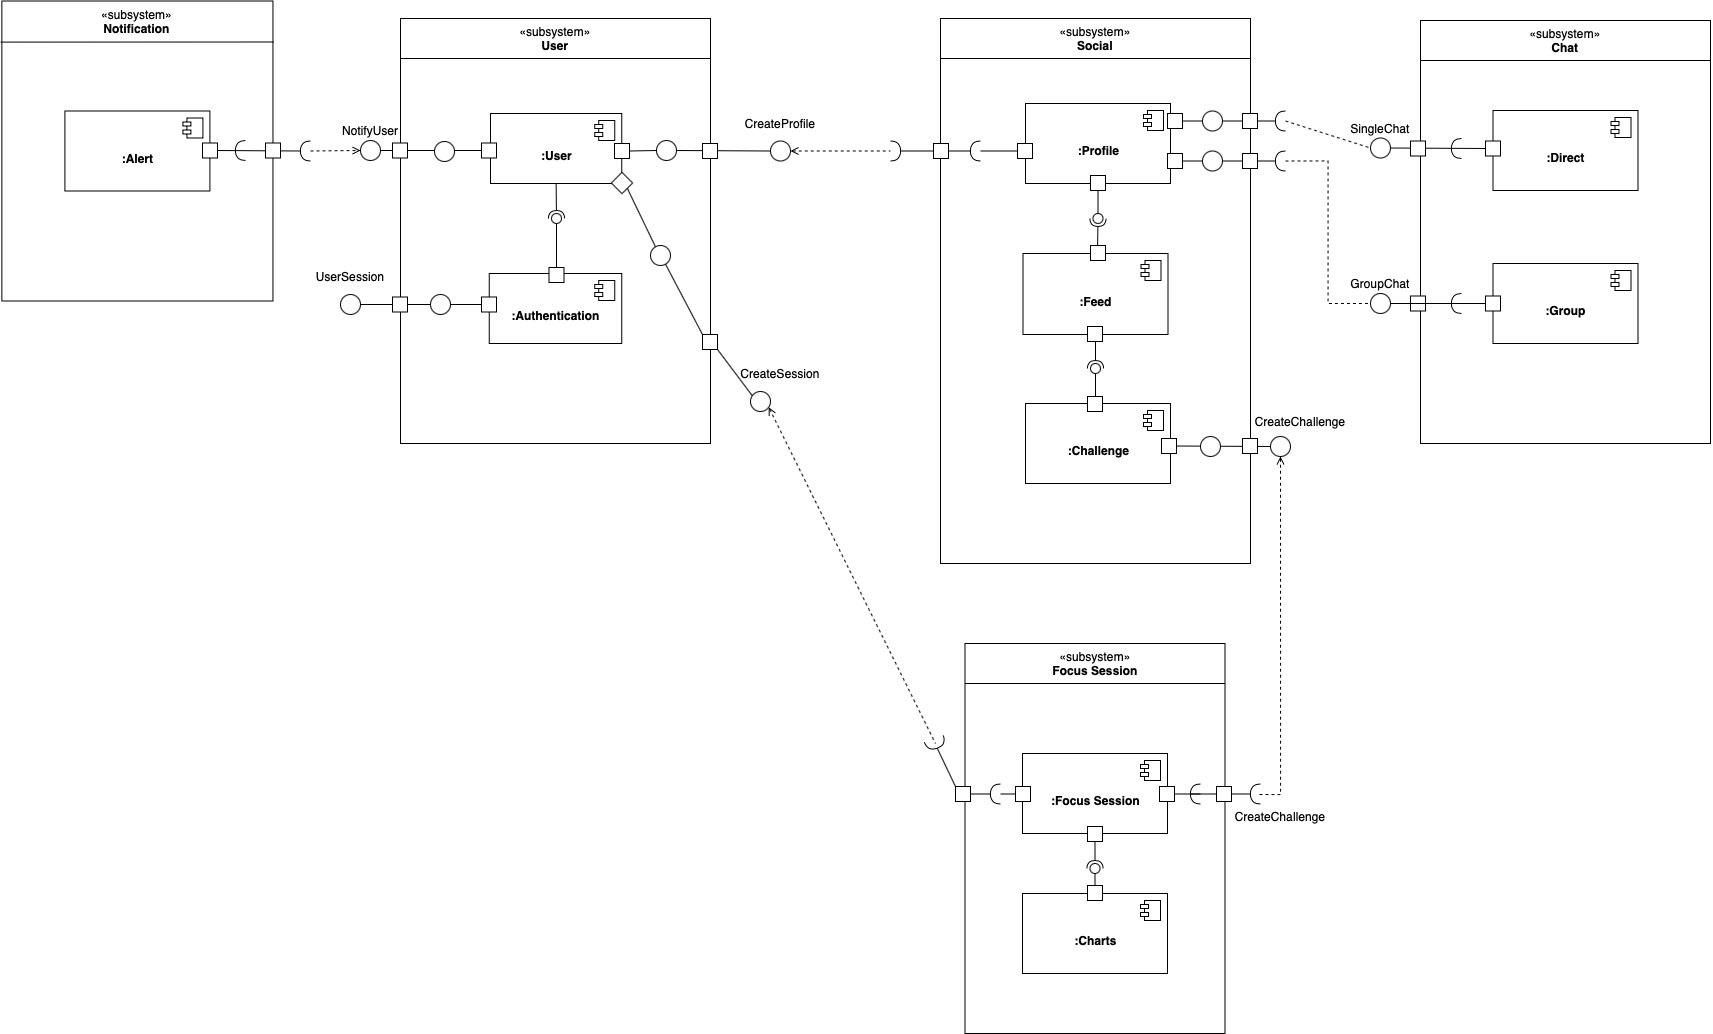 «subsystem»
Notification
:Alert
NotifyUser
«subsystem»
User
:User
UserSession
:Authentication
CreateProfile
CreateSession
«subsystem»
Social
:Profile
:Feed
:Challenge
CreateChallenge
«subsystem»
Chat
SingleChat
:Direct
GroupChat
:Group
«subsystem»
Focus Session
:Focus Session
CreateChallenge
:Charts